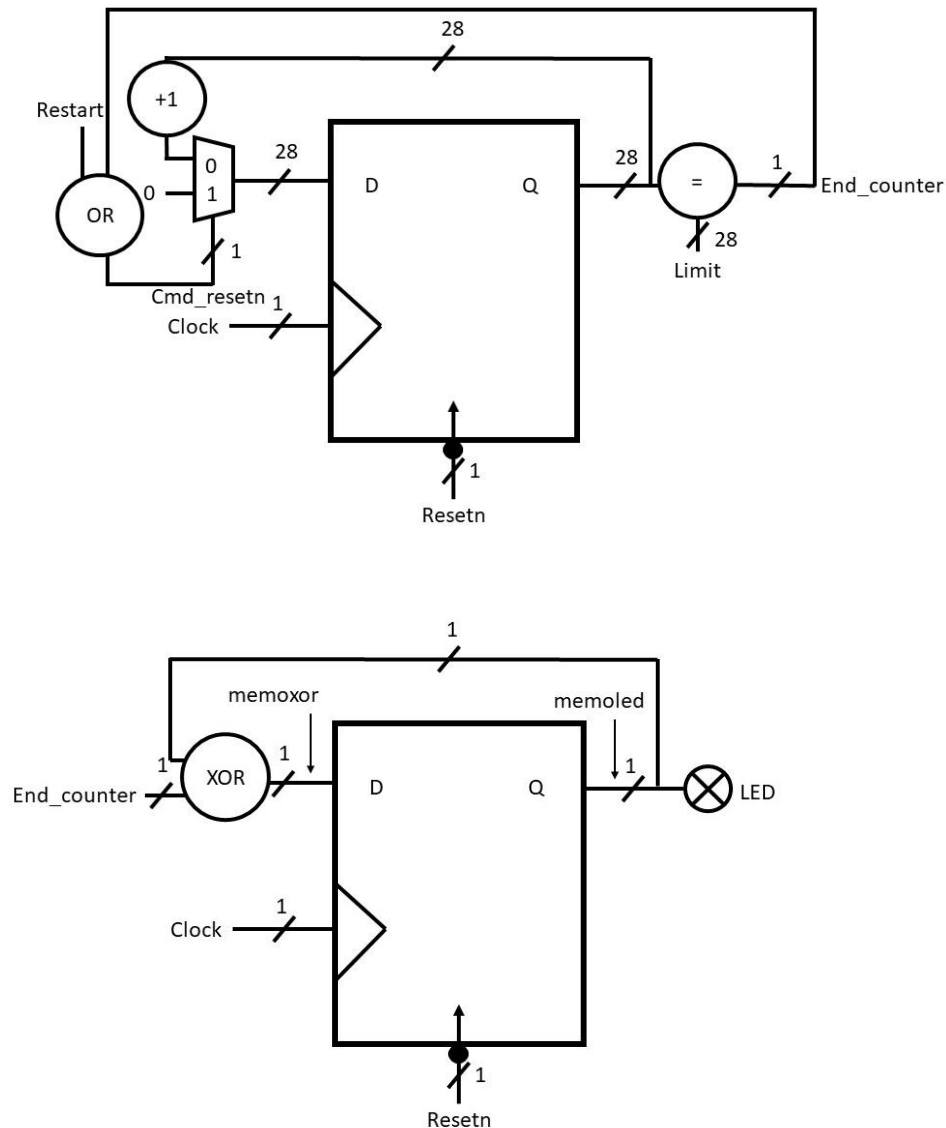 28
+1
Restart
0
1
28
D
Q
28
=
1
End_counter
0
OR
1
28
Limit
Cmd_resetn
1
Clock
1
Resetn
1
memoxor
memoled
1
XOR
1
D
Q
1
LED
End_counter
1
Clock
1
Resetn